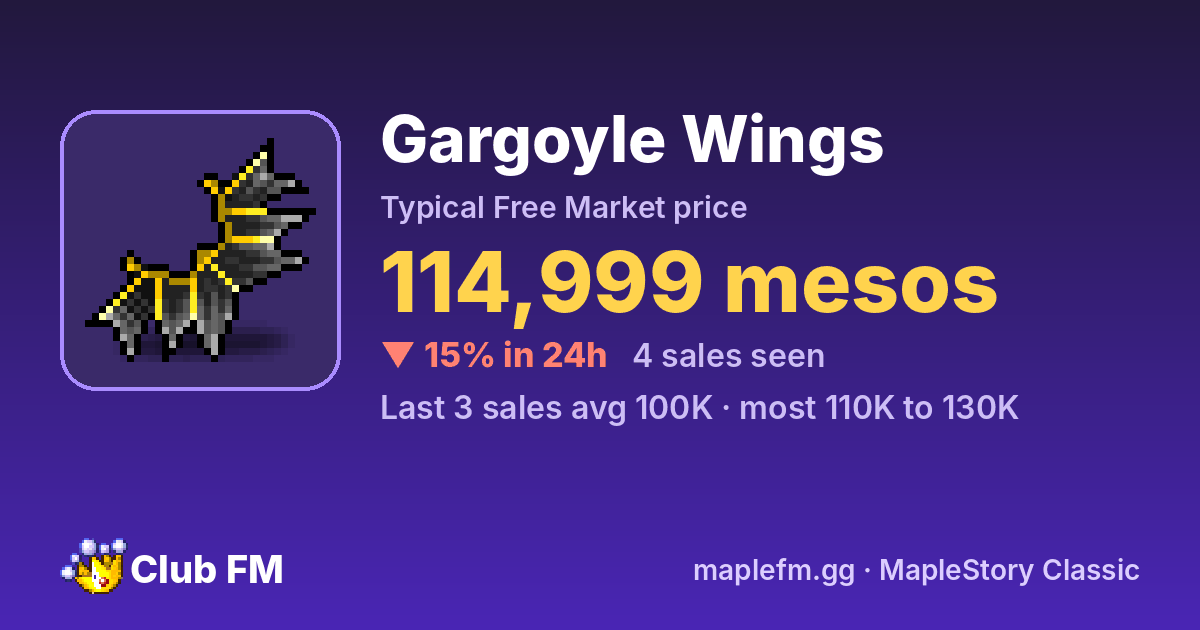 Gargoyle Wings
Typical Free Market price
114,999 mesos
▼ 15% in 24h 4 sales seen
Last 3 sales avg 100K · most 110K to 130K
Club FM
maplefm.gg · MapleStory Classic